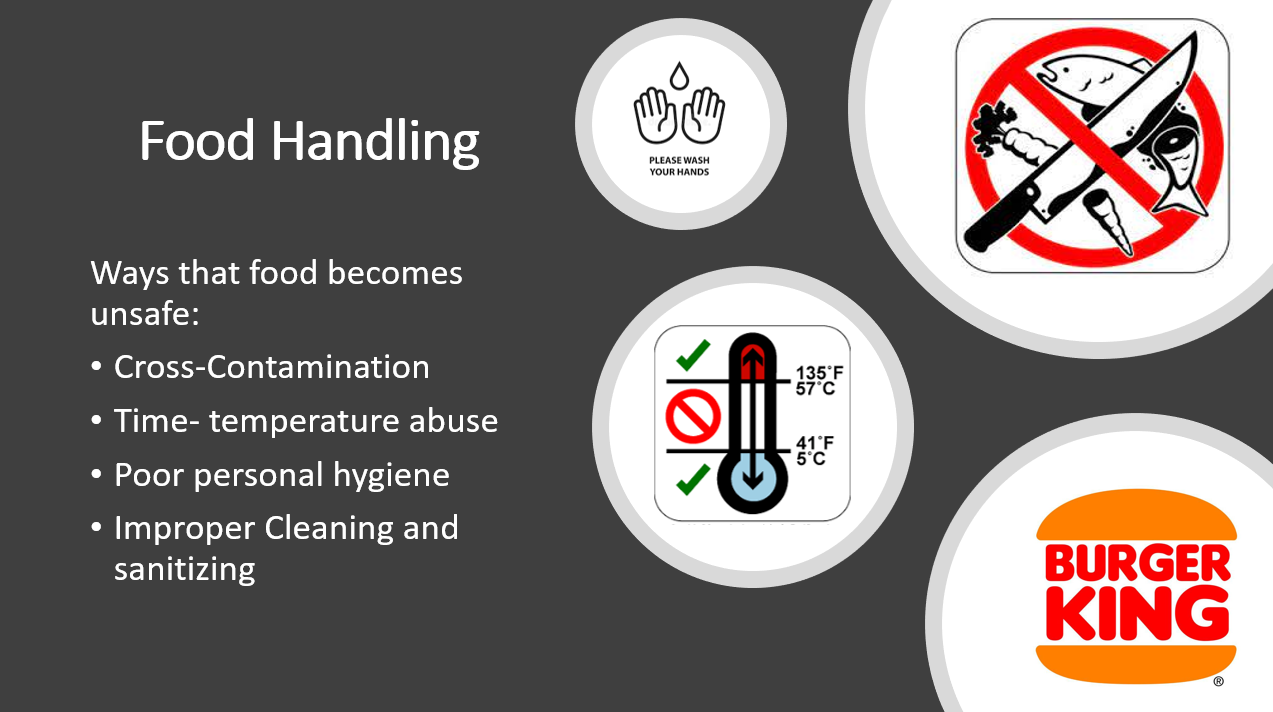 Food Handling
Ways that food becomes
unsafe:
• Cross-Contamination
• Time- temperature abuse
• Poor personal hygiene
• Improper Cleaning and
sanitizing
PLEASE WASH
YOUR HANDS
135°F
57°C
41°F
5°C
BURGER
KING
®